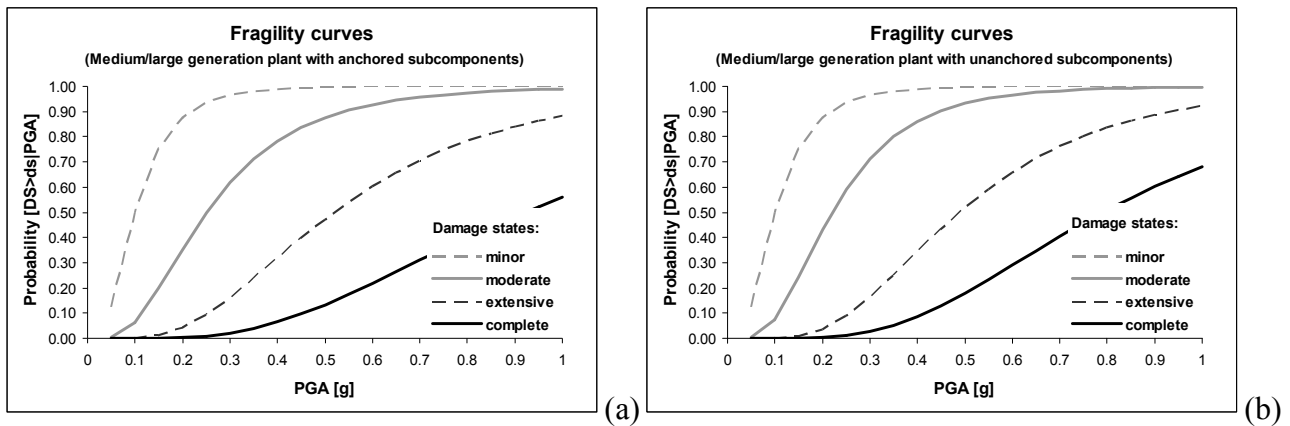 Fragility curves
(Medium/large generation plant with anchored subcomponents)
Probability [DS>ds|PGA]
1.00
0.90
0.80
0.70
0.60
0.50
0.40
0.30
0.20
0.10
0.00
0 0.1 0.2 0.3 0.4 0.5 0.6 0.7 0.8 0.9 1
PGA [g]
Damage states:
minor
moderate
extensive
complete
(a)
Fragility curves
(Medium/large generation plant with unanchored subcomponents)
Probability [DS>ds|PGA]
1.00
0.90
0.80
0.70
0.60
0.50
0.40
0.30
0.20
0.10
0.00
0 0.1 0.2 0.3 0.4 0.5 0.6 0.7 0.8 0.9 1
PGA [g]
Damage states:
minor
moderate
extensive
complete
(b)